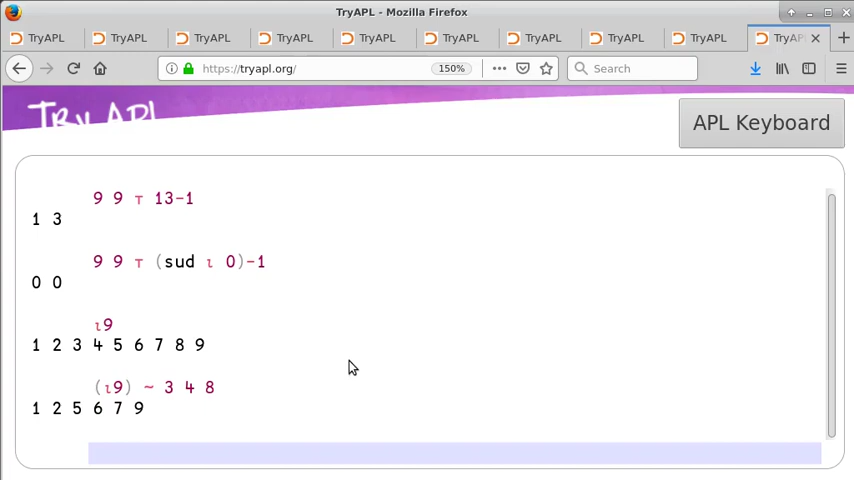 TryAPL - Mozilla Firefox
TryAPL TryAPL TryAPL TryAPL TryAPL TryAPL TryAPL TryAPL TryAPL TryAPL
https://tryapl.org/ 150% Search
TRY APL
APL Keyboard
9 9 ⊤ 13-1
1 3
9 9 ⊤ (sud ⍳ 0)-1
0 0
⍳9
1 2 3 4 5 6 7 8 9
(⍳9) ~ 3 4 8
1 2 5 6 7 9